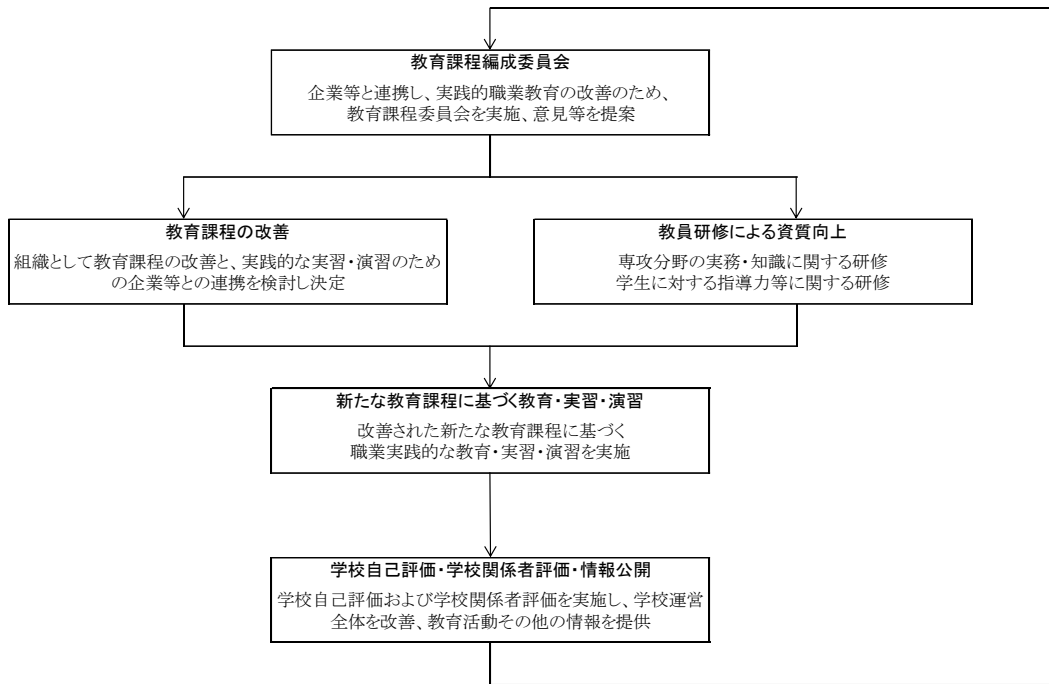 教育課程編成委員会
企業等と連携し、実践的職業教育の改善のため、
教育課程委員会を実施、意見等を提案
教育課程の改善
組織として教育課程の改善と、実践的な実習・演習のため
の企業等との連携を検討し決定
教員研修による資質向上
専攻分野の実務・知識に関する研修
学生に対する指導力等に関する研修
新たな教育課程に基づく教育・実習・演習
改善された新たな教育課程に基づく
職業実践的な教育・実習・演習を実施
学校自己評価・学校関係者評価・情報公開
学校自己評価および学校関係者評価を実施し、学校運営
全体を改善、教育活動その他の情報を提供